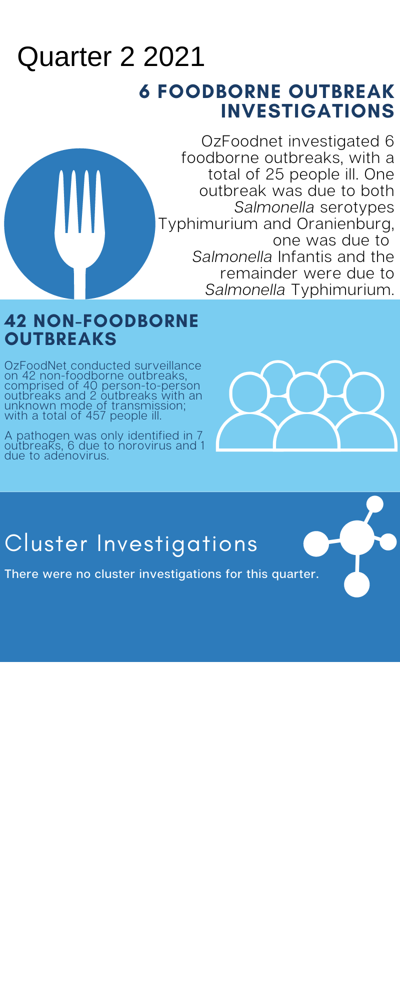 Quarter 2 2021
6 FOODBORNE OUTBREAK
INVESTIGATIONS
OzFoodnet investigated 6
foodborne outbreaks, with a
total of 25 people ill. One
outbreak was due to both
Salmonella serotypes
Typhimurium and Oranienburg,
one was due to
Salmonella Infantis and the
remainder were due to
Salmonella Typhimurium.
42 NON-FOODBORNE
OUTBREAKS
OzFoodNet conducted surveillance
on 42 non-foodborne outbreaks,
comprised of 40 person-to-person
outbreaks and 2 outbreaks with an
unknown mode of transmission;
with a total of 457 people ill.
A pathogen was only identified in 7
outbreaks, 6 due to norovirus and 1
due to adenovirus.
Cluster Investigations
There were no cluster investigations for this quarter.